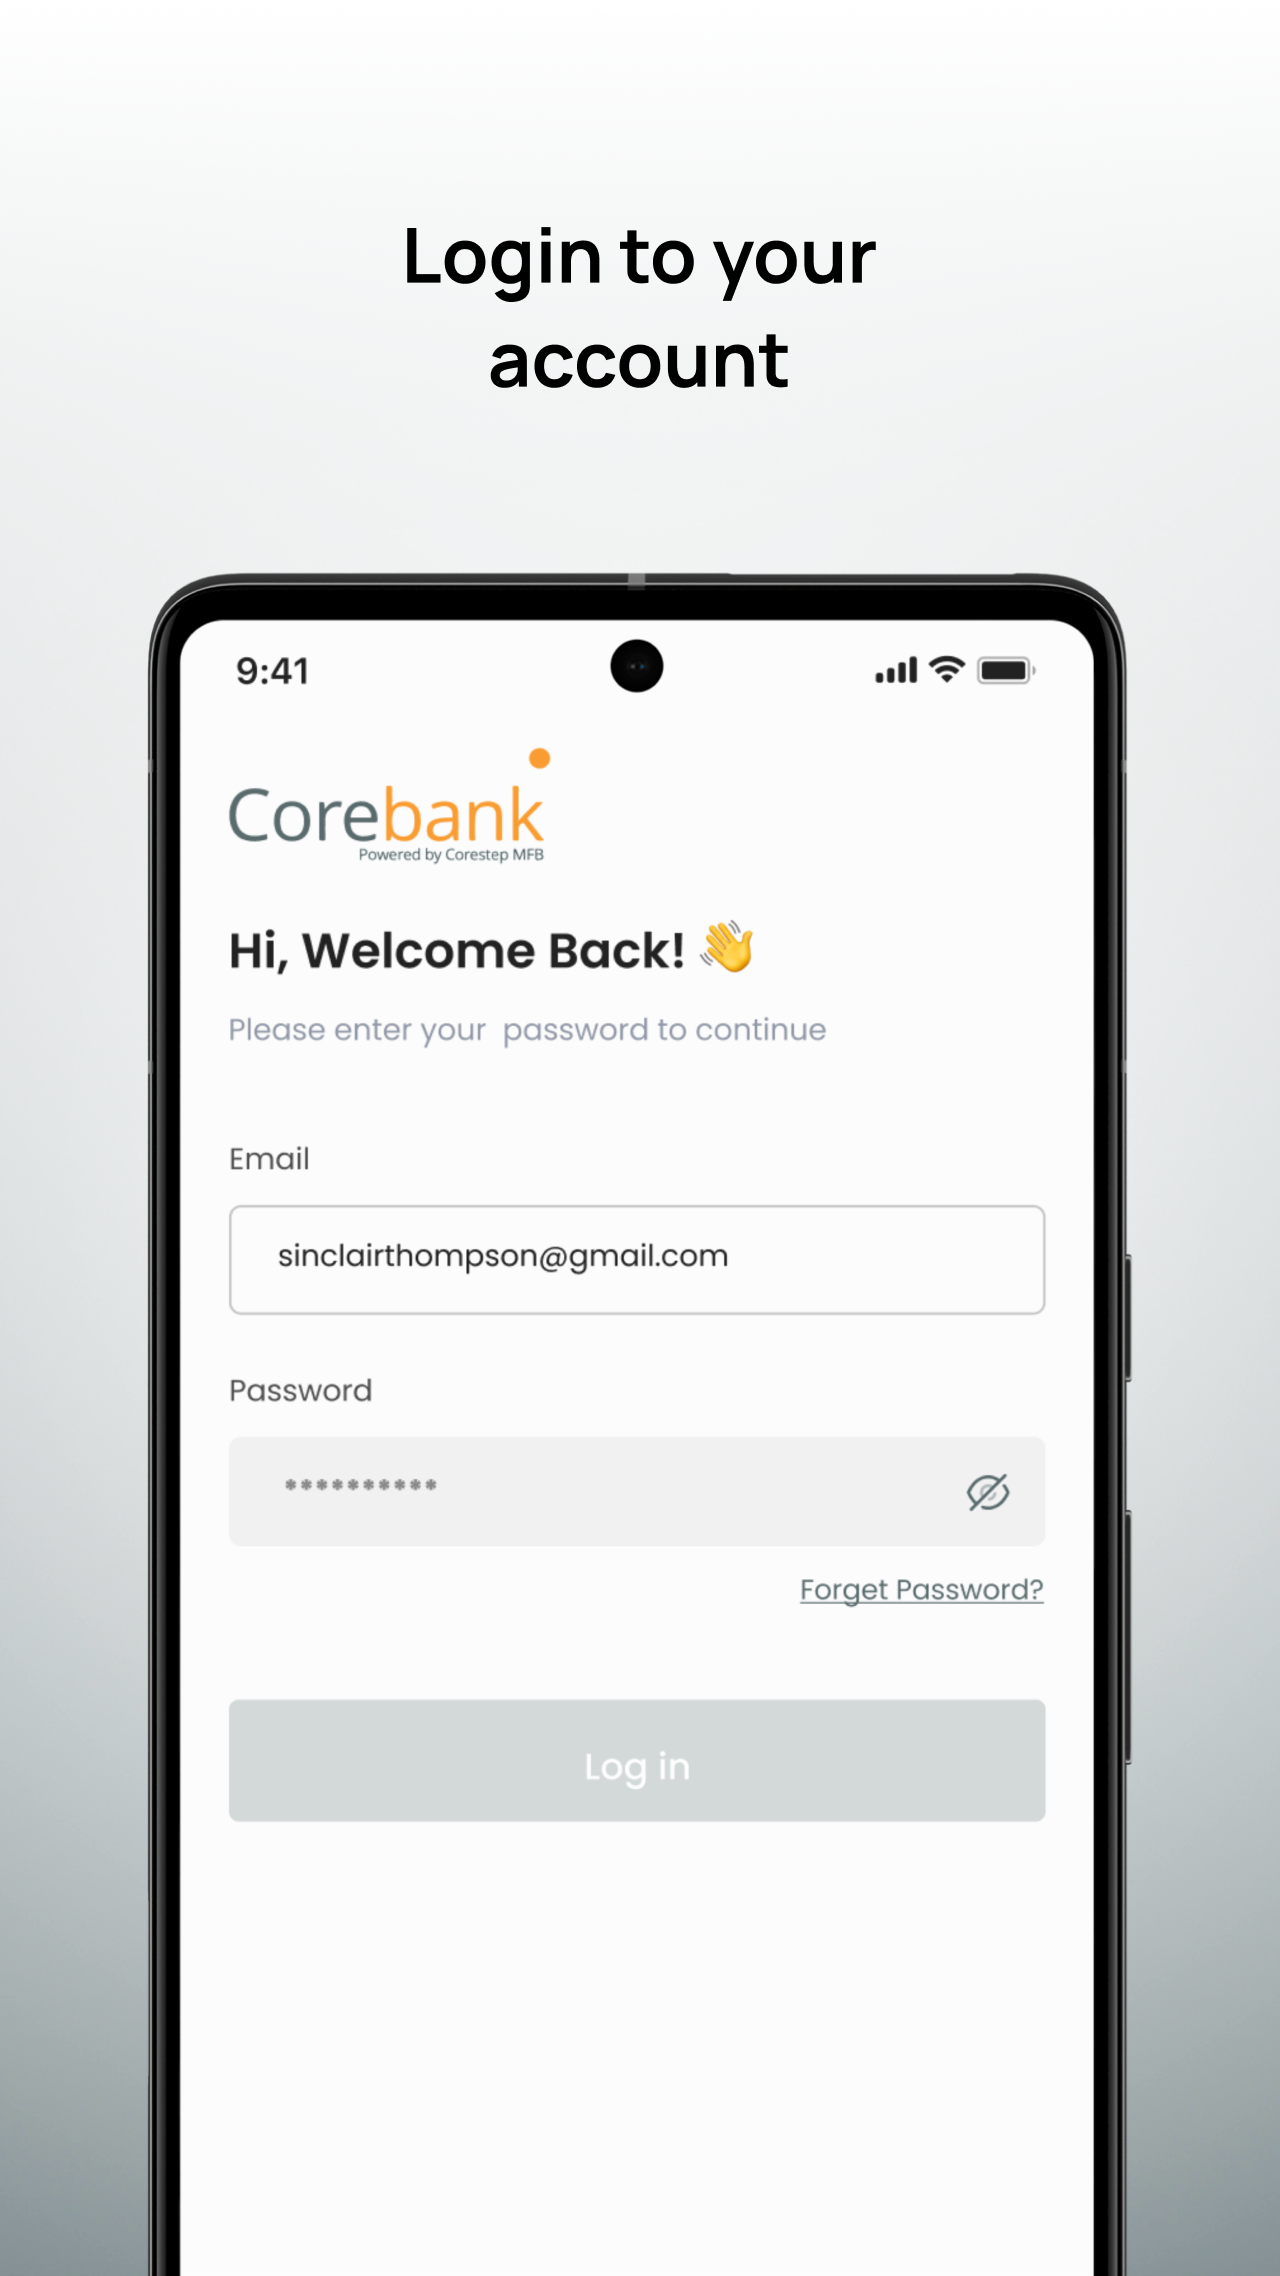 Login to your
account
9:41
Corebank
Powered by Corestep MFB
Hi, Welcome Back! 👋
Please enter your  password to continue
Email
sinclairthompson@gmail.com
Password
**********
Forget Password?
Log in